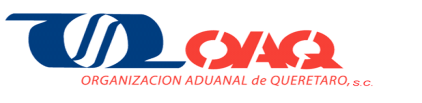 OAQ
ORGANIZACION ADUANAL de QUERETARO, s.c.